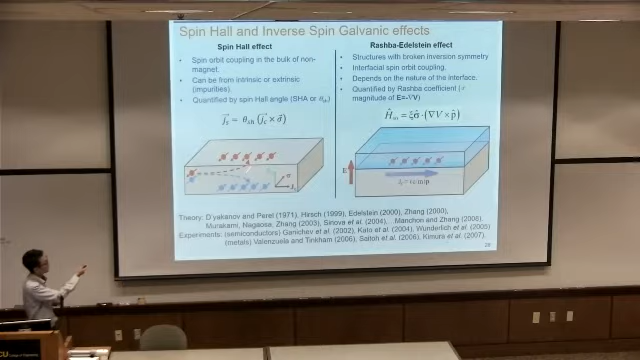 Spin Hall and Inverse Spin Galvanic effects
Spin Hall effect
• Spin orbit coupling in the bulk of non-
magnet.
• Can be from intrinsic or extrinsic
(impurities).
• Quantified by spin Hall angle (SHA or
Rashba-Edelstein effect
• Structures with broken inversion symmetry
• Interfacial spin orbit coupling.
• Depends on the nature of the interface.
• Quantified by Rashba coefficient
magnitude of E=-∇V)
E
Theory: D'yakanov and Perel (1971), Hirsch (1999), Edelstein (2000), Zhang (2000),
Murakami, Nagaosa, Zhang (2003), Sinova et al. (2004),... Manchon and Zhang (2008),
Experiments: (semiconductors) Ganichev et al. (2002), Kato et al. (2004), Wunderlich et al. (2005)
(metals) Valenzuela and Tinkham (2006), Saitoh et al. (2006), Kimura et al. (2007),